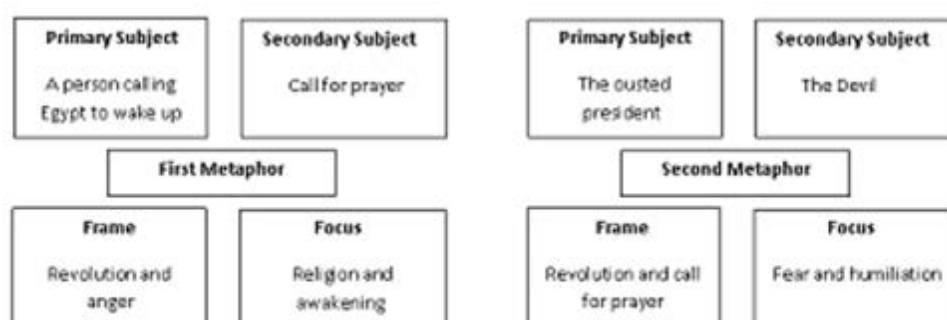 Primary Subject
A person calling
Egypt to wake up
Secondary Subject
Call for prayer
First Metaphor
Frame
Revolution and
anger
Focus
Religion and
awakening
Primary Subject
The ousted
president
Secondary Subject
The Devil
Second Metaphor
Frame
Revolution and call
for prayer
Focus
Fear and humiliation